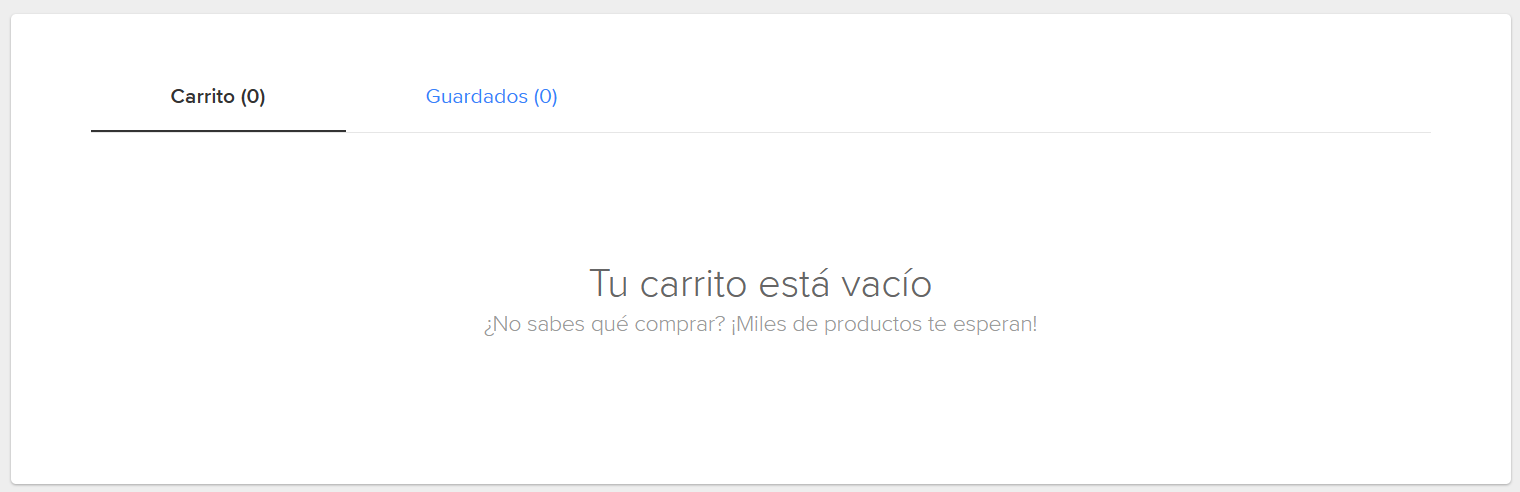 Carrito (0)
Guardados (0)
Tu carrito está vacío
¿No sabes qué comprar? ¡Miles de productos te esperan!